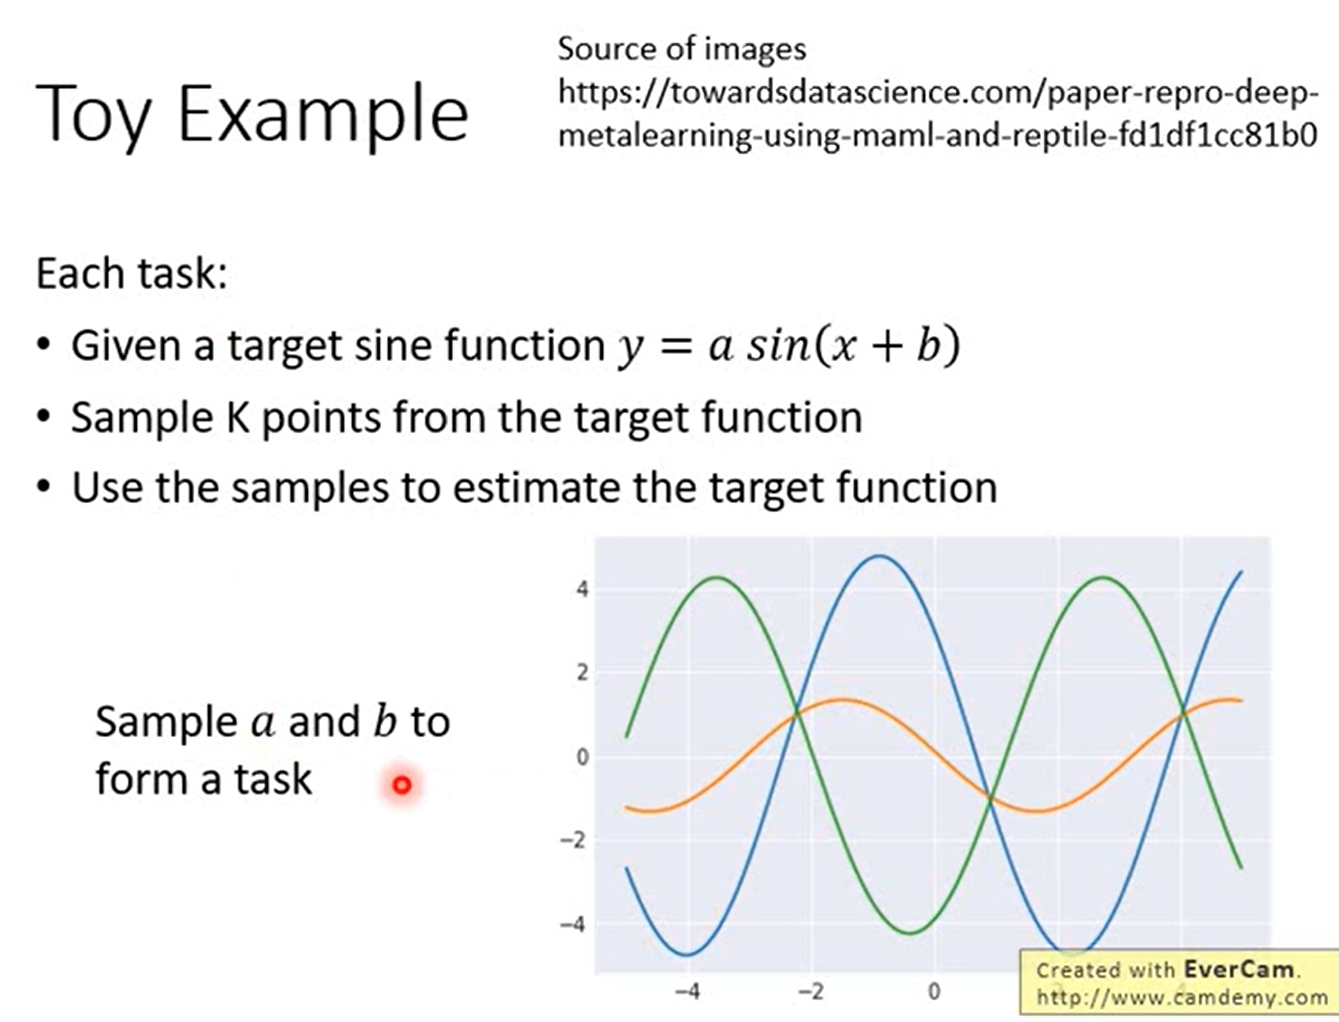 Source of images
https://towardsdatascience.com/paper-repro-deep-
metalearning-using-maml-and-reptile-fd1df1cc81b0
Toy Example
Each task:
• Given a target sine function y = a sin(x + b)
• Sample K points from the target function
• Use the samples to estimate the target function
Sample a and b to
form a task
4
2
0
−2
−4
−4 −2 0
Created with EverCam.
http://www.camdemy.com